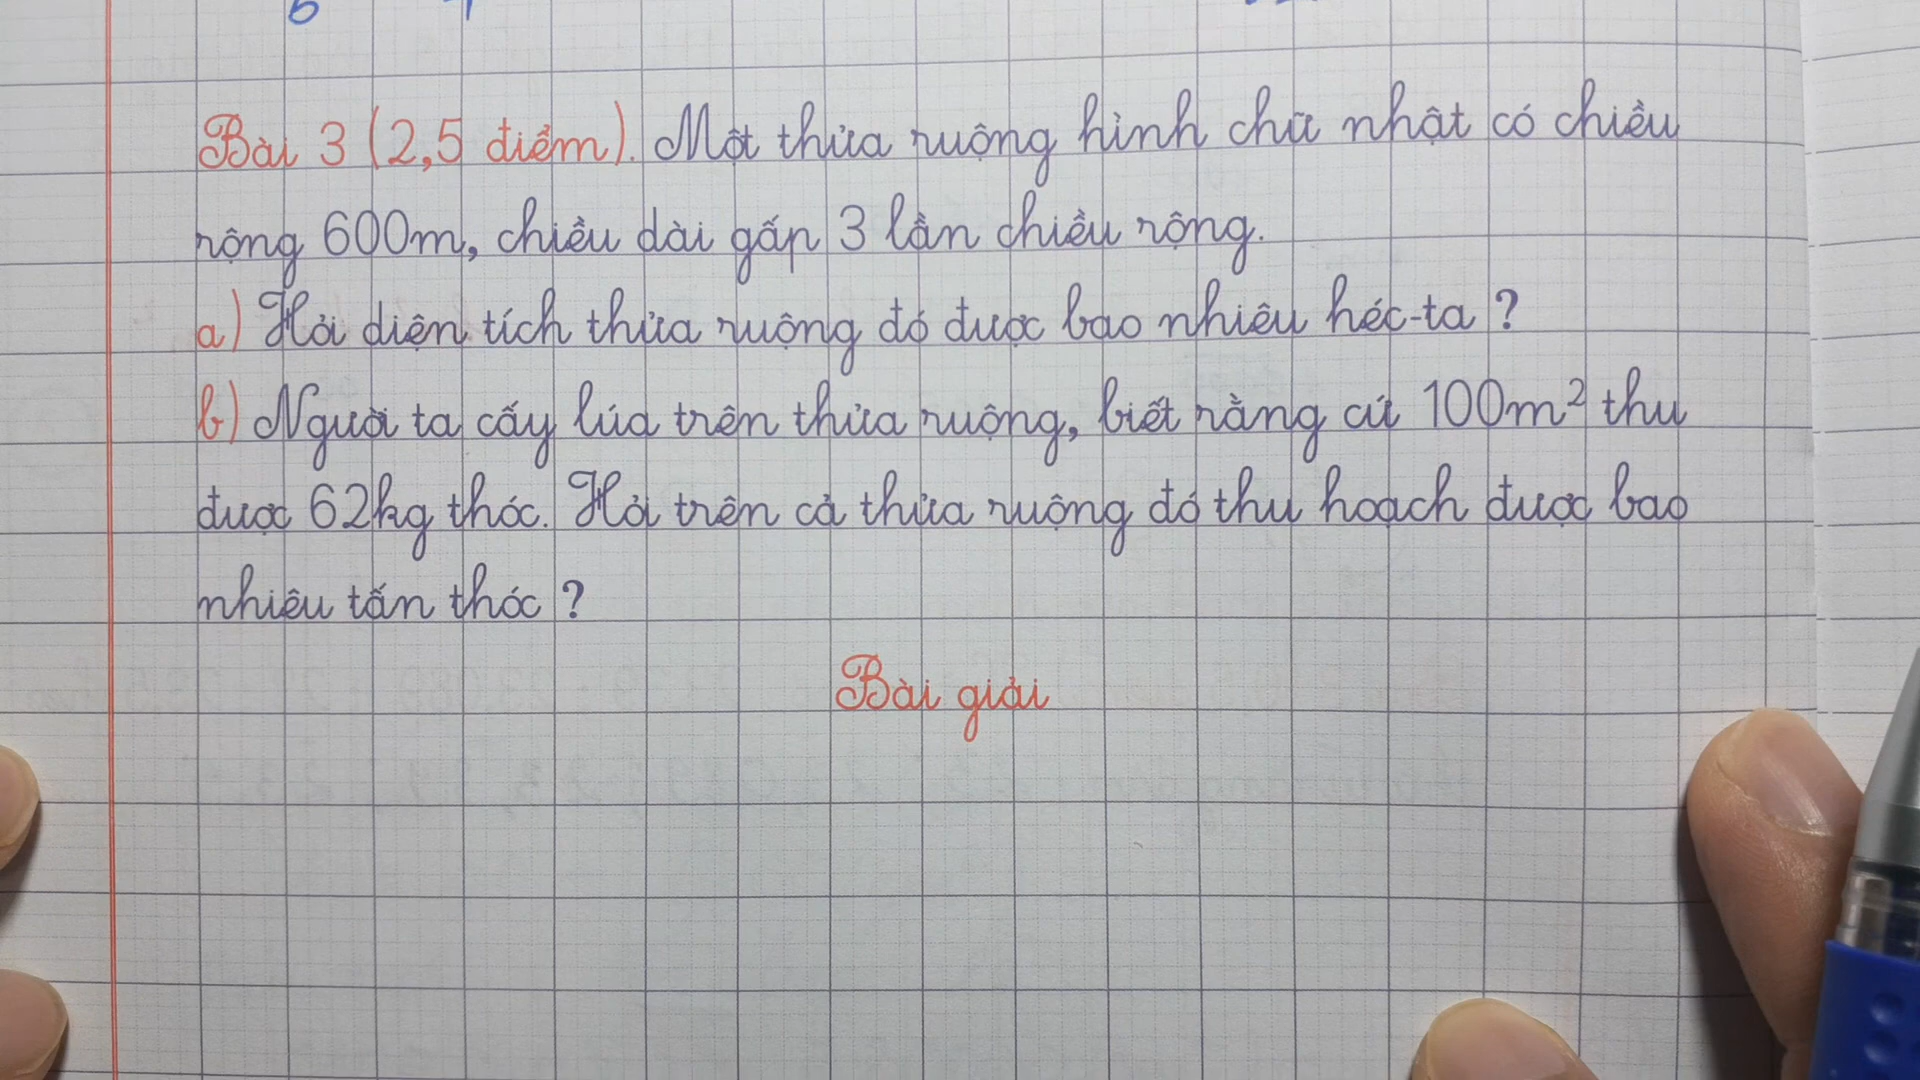 Bài 3 (2,5 điểm). Một thửa ruộng hình chữ nhật có chiều
rộng 600m, chiều dài gấp 3 lần chiều rộng.
a) Hỏi diện tích thửa ruộng đó được bao nhiêu héc-ta ?
b) Người ta cấy lúa trên thửa ruộng, biết rằng cứ 100m² thu
được 62kg thóc. Hỏi trên cả thửa ruộng đó thu hoạch được bao
nhiêu tấn thóc ?
Bài giải